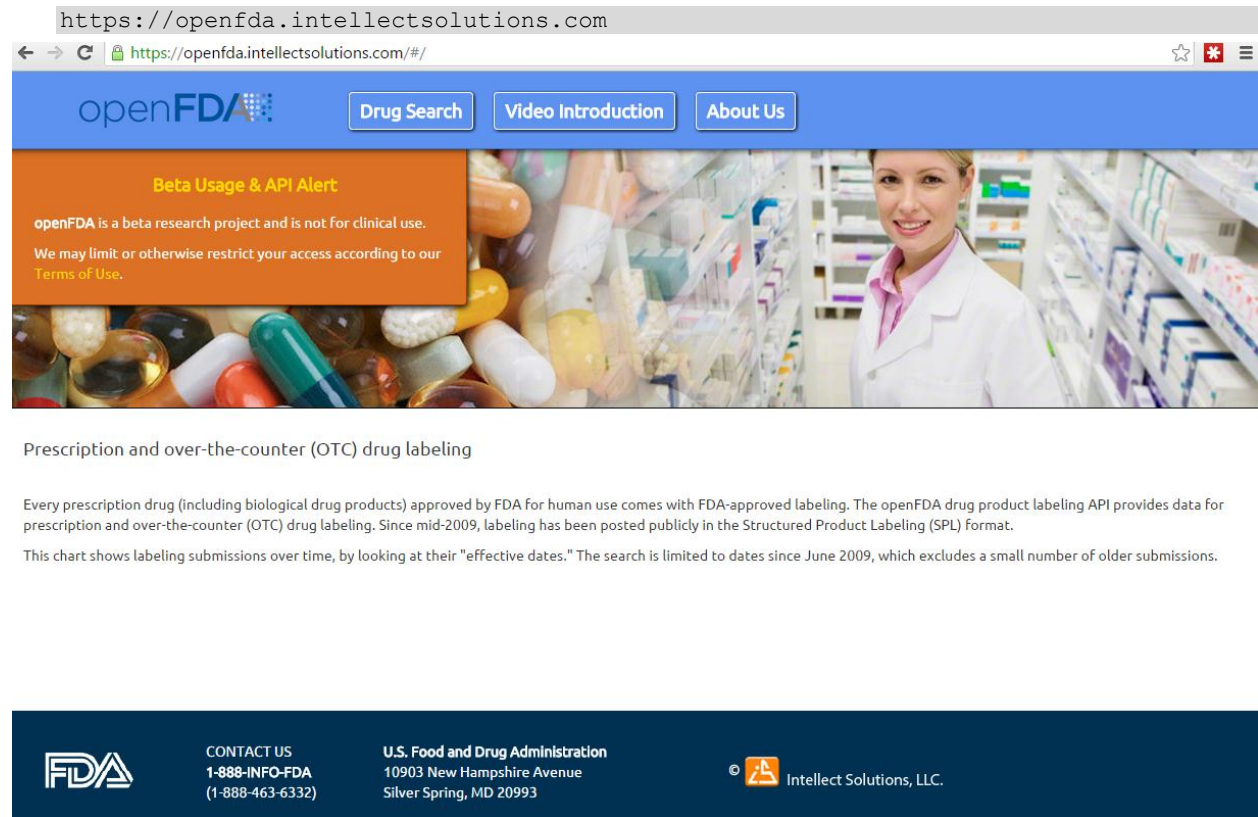 https://openfda.intellectsolutions.com
https://openfda.intellectsolutions.com/#/
openFDA
Drug Search
Video Introduction
About Us
Beta Usage & API Alert
openFDA is a beta research project and is not for clinical use.
We may limit or otherwise restrict your access according to our
Terms of Use.
Prescription and over-the-counter (OTC) drug labeling
Every prescription drug (including biological drug products) approved by FDA for human use comes with FDA-approved labeling. The openFDA drug product labeling API provides data for
prescription and over-the-counter (OTC) drug labeling. Since mid-2009, labeling has been posted publicly in the Structured Product Labeling (SPL) format.
This chart shows labeling submissions over time, by looking at their "effective dates." The search is limited to dates since June 2009, which excludes a small number of older submissions.
FDA
CONTACT US
1-888-INFO-FDA
(1-888-463-6332)
U.S. Food and Drug Administration
10903 New Hampshire Avenue
Silver Spring, MD 20993
© Intellect Solutions, LLC.